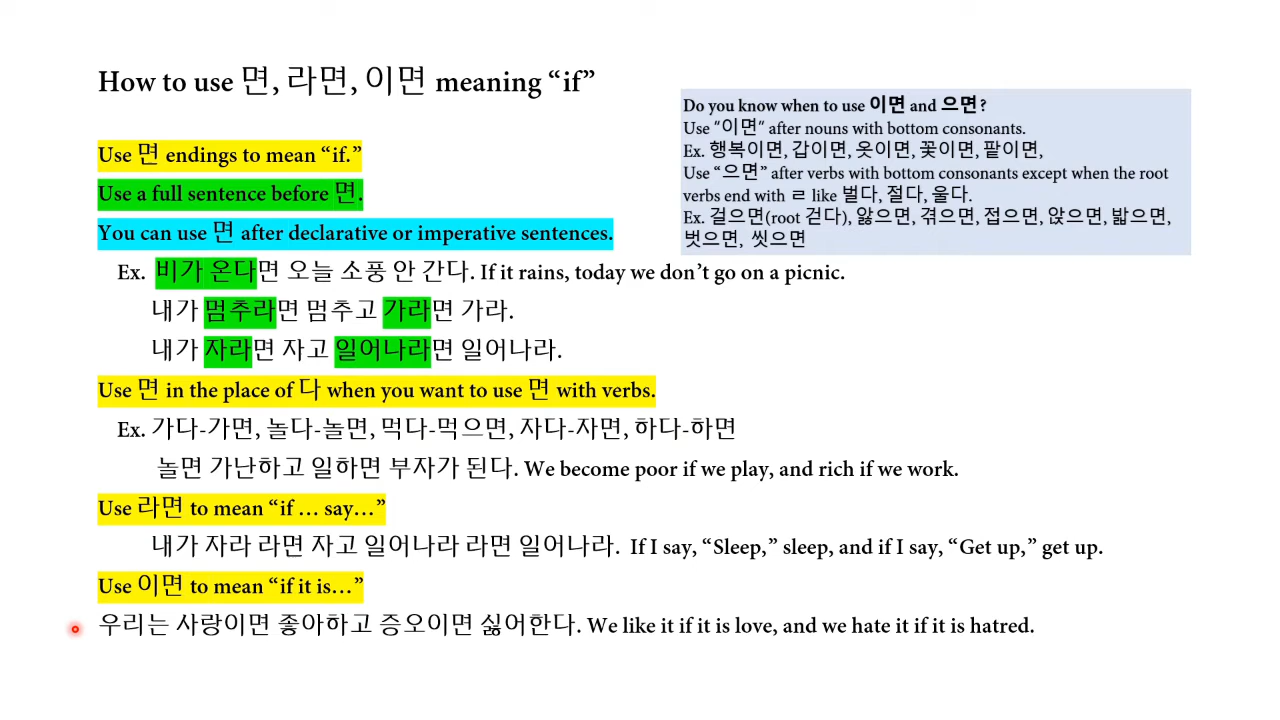 How to use 면, 라면, 이면 meaning “if”
Do you know when to use 이면 and 으면?
Use “이면” after nouns with bottom consonants.
Ex. 행복이면, 갑이면, 옷이면, 꽃이면, 팥이면,
Use “으면” after verbs with bottom consonants except when the root
verbs end with ㄹ like 벌다, 절다, 울다.
Ex. 걸으면(root 걷다), 앓으면, 겪으면, 접으면, 앉으면, 밟으면,
벗으면, 씻으면
Use 면 endings to mean “if.”
Use a full sentence before 면.
You can use 면 after declarative or imperative sentences.
Ex. 비가 온다면 오늘 소풍 안 간다. If it rains, today we don’t go on a picnic.
내가 멈추라면 멈추고 가라면 가라.
내가 자라면 자고 일어나라면 일어나라.
Use 면 in the place of 다 when you want to use 면 with verbs.
Ex. 가다-가면, 놀다-놀면, 먹다-먹으면, 자다-자면, 하다-하면
놀면 가난하고 일하면 부자가 된다. We become poor if we play, and rich if we work.
Use 라면 to mean “if … say…”
내가 자라 라면 자고 일어나라 라면 일어나라. If I say, “Sleep,” sleep, and if I say, “Get up,” get up.
Use 이면 to mean “if it is…”
우리는 사랑이면 좋아하고 증오이면 싫어한다. We like it if it is love, and we hate it if it is hatred.